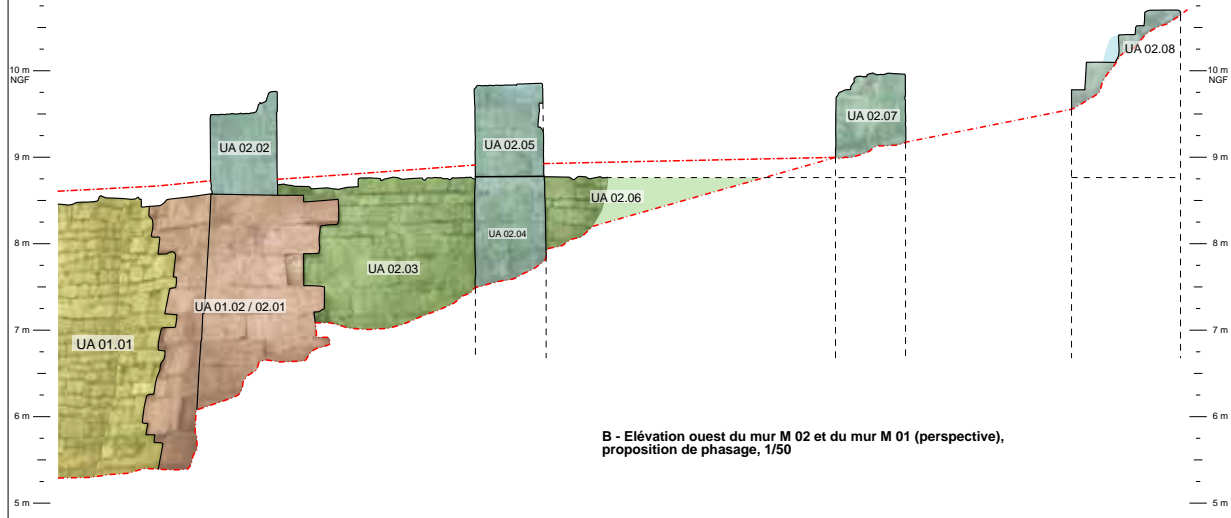 10 m
NGF
9 m
8 m
7 m
6 m
5 m
UA 01.01
UA 01.02 / 02.01
UA 02.02
UA 02.03
UA 02.04
UA 02.05
UA 02.06
UA 02.07
UA 02.08
10 m
NGF
9 m
8 m
7 m
6 m
5 m
B - Elévation ouest du mur M 02 et du mur M 01 (perspective),
proposition de phasage, 1/50